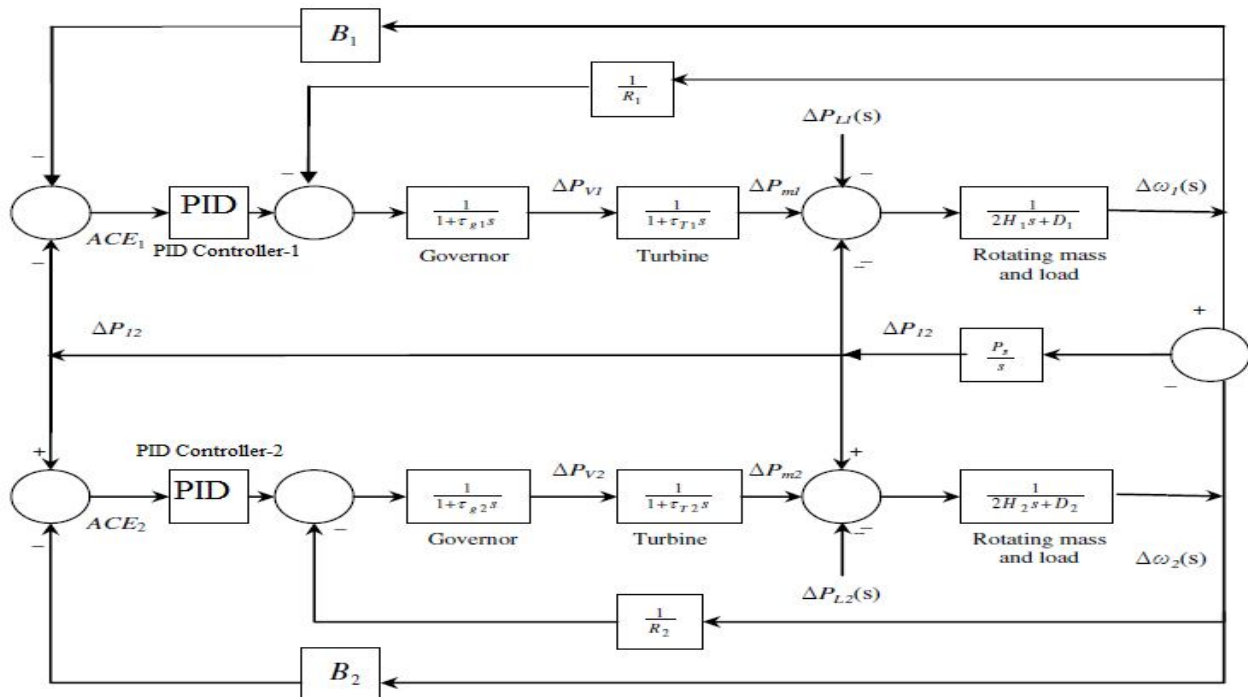 B₁
1/R₁
ΔP_L1(s)
−
−
−
PID
ΔP_V1
ΔP_m1
Δω₁(s)
1/(1+τ_g1 s)
1/(1+τ_T1 s)
1/(2H₁s+D₁)
ACE₁
PID Controller-1
Governor
Turbine
Rotating mass
and load
−
−
ΔP₁₂
ΔP₁₂
P_s/s
+
−
+
PID Controller-2
+
PID
ΔP_V2
ΔP_m2
1/(1+τ_g2 s)
1/(1+τ_T2 s)
1/(2H₂s+D₂)
ACE₂
−
−
−
Governor
Turbine
Rotating mass
and load
Δω₂(s)
ΔP_L2(s)
1/R₂
B₂